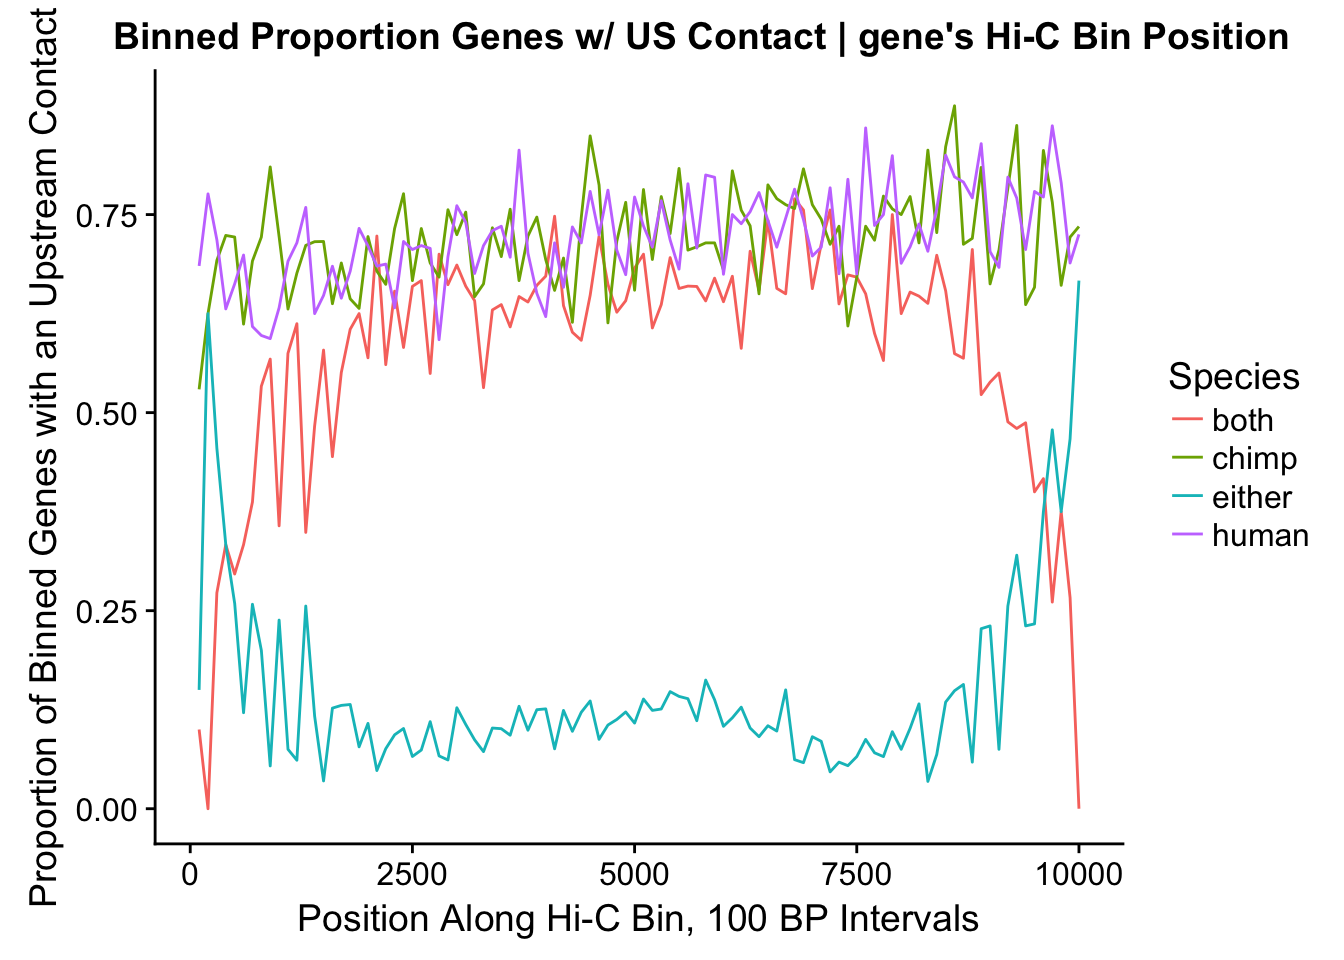 Binned Proportion Genes w/ US Contact | gene's Hi-C Bin Position
Proportion of Binned Genes with an Upstream Contact
0.75
0.50
0.25
0.00
0 2500 5000 7500 10000
Position Along Hi-C Bin, 100 BP Intervals
Species
both
chimp
either
human